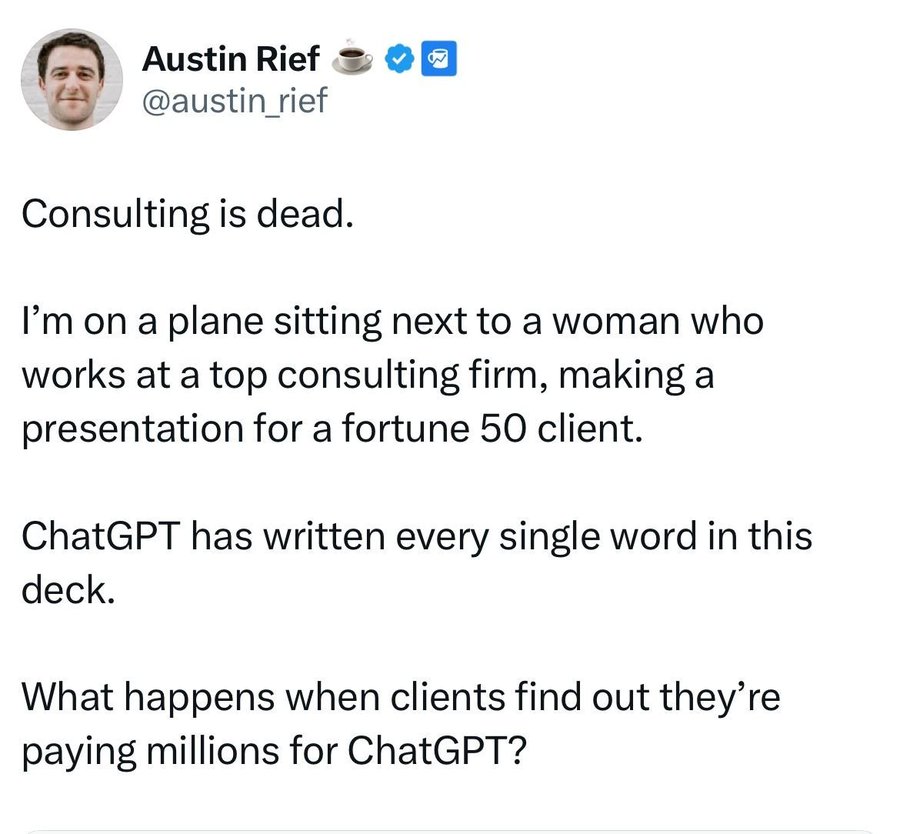 Austin Rief ☕
@austin_rief
Consulting is dead.
I’m on a plane sitting next to a woman who
works at a top consulting firm, making a
presentation for a fortune 50 client.
ChatGPT has written every single word in this
deck.
What happens when clients find out they’re
paying millions for ChatGPT?